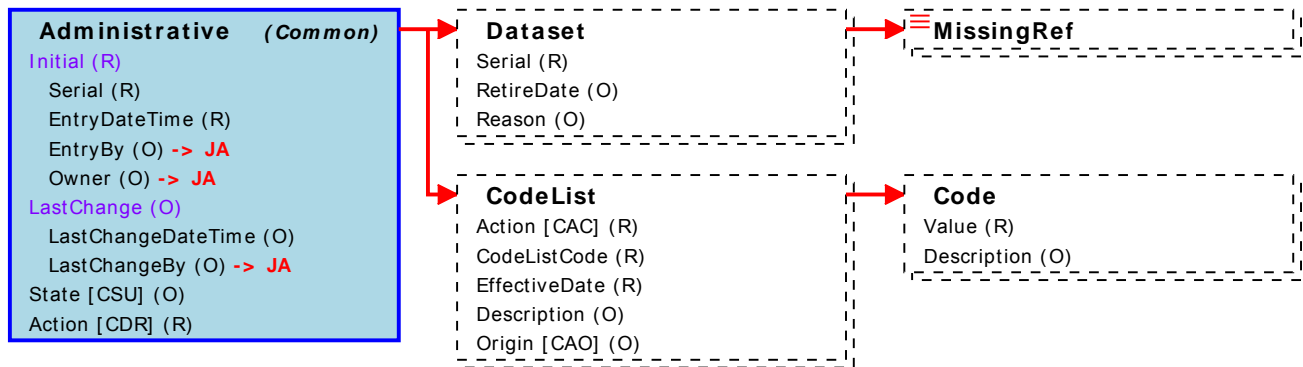 Administrative (Common)
Initial (R)
Serial (R)
EntryDateTime (R)
EntryBy (O) -> JA
Owner (O) -> JA
LastChange (O)
LastChangeDateTime (O)
LastChangeBy (O) -> JA
State [CSU] (O)
Action [CDR] (R)
Dataset
Serial (R)
RetireDate (O)
Reason (O)
MissingRef
CodeList
Action [CAC] (R)
CodeListCode (R)
EffectiveDate (R)
Description (O)
Origin [CAO] (O)
Code
Value (R)
Description (O)